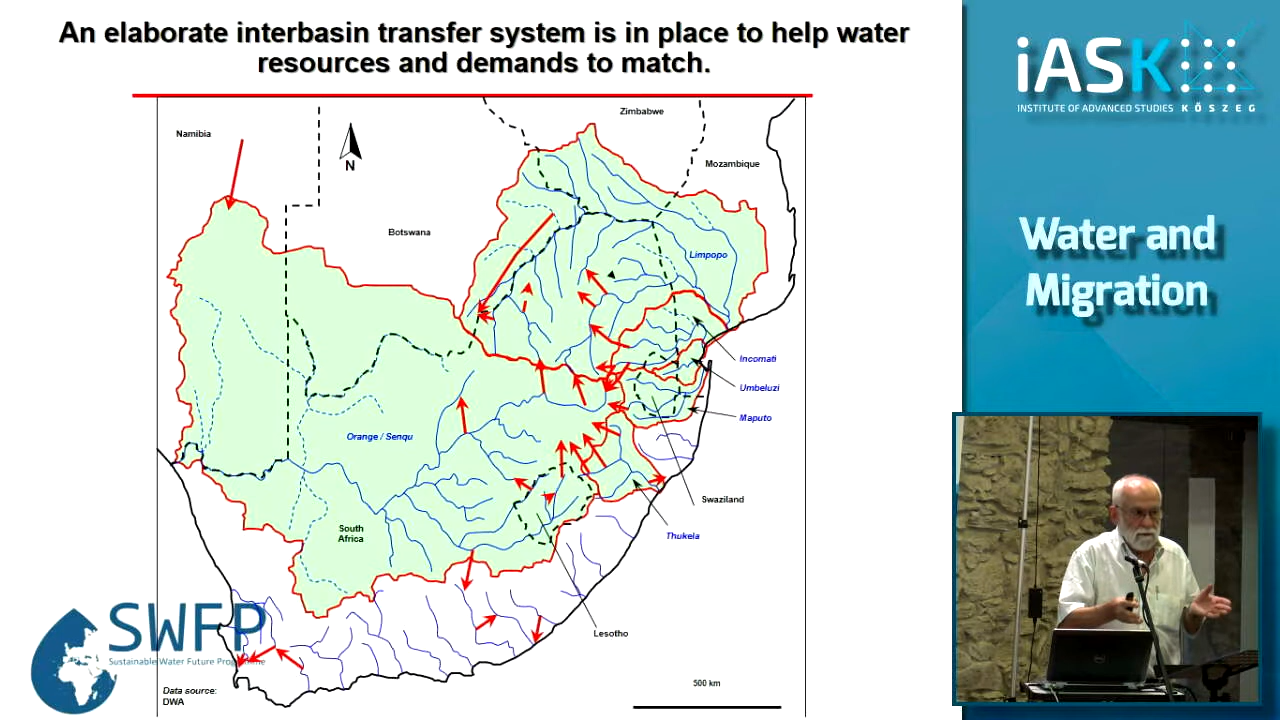 An elaborate interbasin transfer system is in place to help water
resources and demands to match.
Namibia
N
Botswana
Zimbabwe
Mozambique
Limpopo
Incomati
Umbeluzi
Maputo
Orange / Senqu
Swaziland
South
Africa
Thukela
Lesotho
500 km
SWFP
Sustainable Water Future Programme
Data source:
DWA
iASK
INSTITUTE OF ADVANCED STUDIES KŐSZEG
Water and
Migration